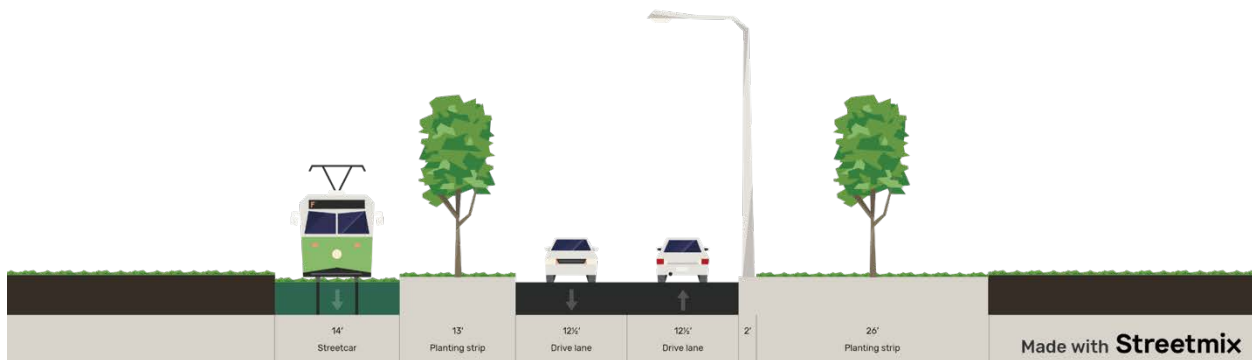 F
14'
Streetcar
13'
Planting strip
12½'
Drive lane
12½'
Drive lane
2'
26'
Planting strip
Made with Streetmix